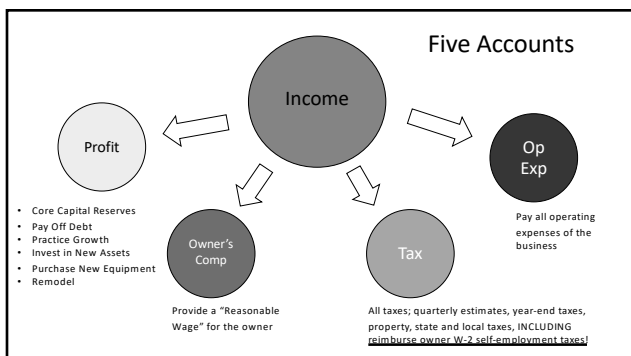 Five Accounts
Income
Profit
Op
Exp
• Core Capital Reserves
• Pay Off Debt
• Practice Growth
• Invest in New Assets
• Purchase New Equipment
• Remodel
Owner's
Comp
Tax
Pay all operating
expenses of the
business
Provide a “Reasonable
Wage” for the owner
All taxes; quarterly estimates, year-end taxes,
property, state and local taxes, INCLUDING
reimburse owner W-2 self-employment taxes!